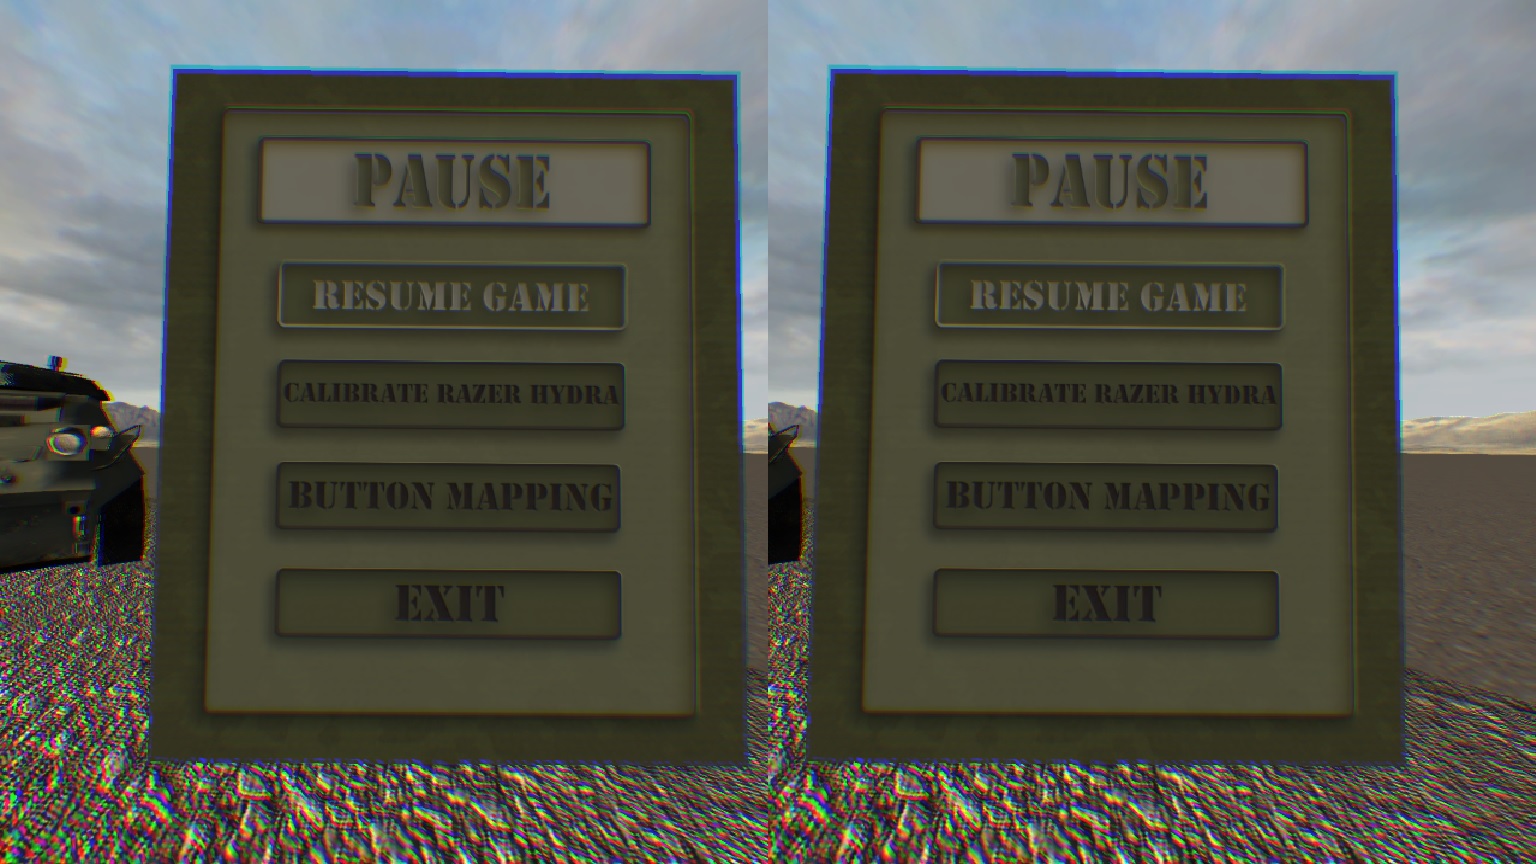 PAUSE
RESUME GAME
CALIBRATE RAZER HYDRA
BUTTON MAPPING
EXIT
PAUSE
RESUME GAME
CALIBRATE RAZER HYDRA
BUTTON MAPPING
EXIT